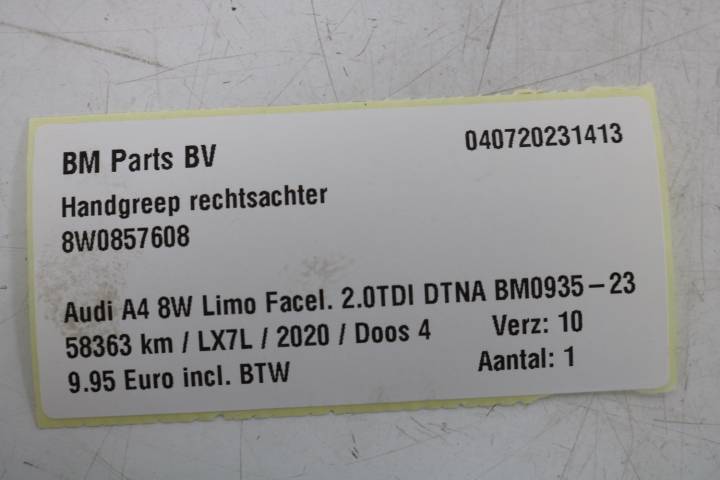 BM Parts BV 040720231413
Handgreep rechtsachter
8W0857608
Audi A4 8W Limo Facel. 2.0TDI DTNA BM0935-23
58363 km / LX7L / 2020 / Doos 4 Verz: 10
9.95 Euro incl. BTW Aantal: 1